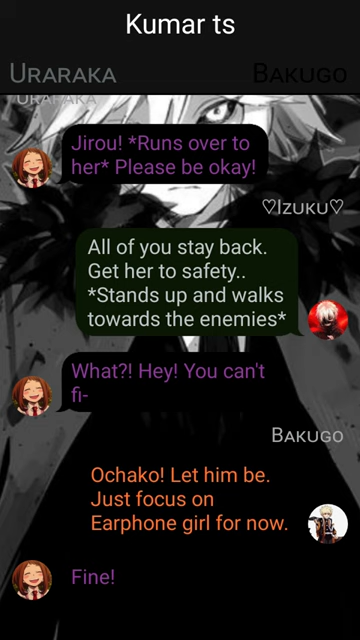 Kumar ts
Uraraka
Bakugo
Uraraka
Jirou! *Runs over to
her* Please be okay!
♡Izuku♡
All of you stay back.
Get her to safety..
*Stands up and walks
towards the enemies*
What?! Hey! You can't
fi-
Bakugo
Ochako! Let him be.
Just focus on
Earphone girl for now.
Fine!